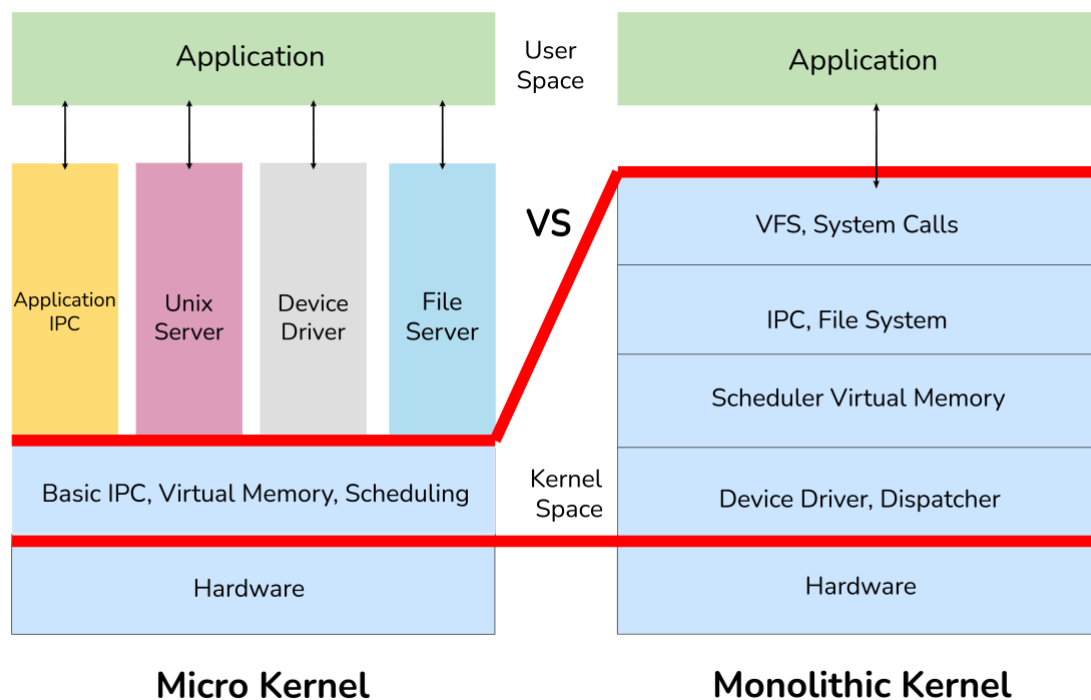 Application
User
Space
Application
VS
Application
IPC
Unix
Server
Device
Driver
File
Server
VFS, System Calls
IPC, File System
Scheduler Virtual Memory
Basic IPC, Virtual Memory, Scheduling
Kernel
Space
Device Driver, Dispatcher
Hardware
Hardware
Micro Kernel
Monolithic Kernel